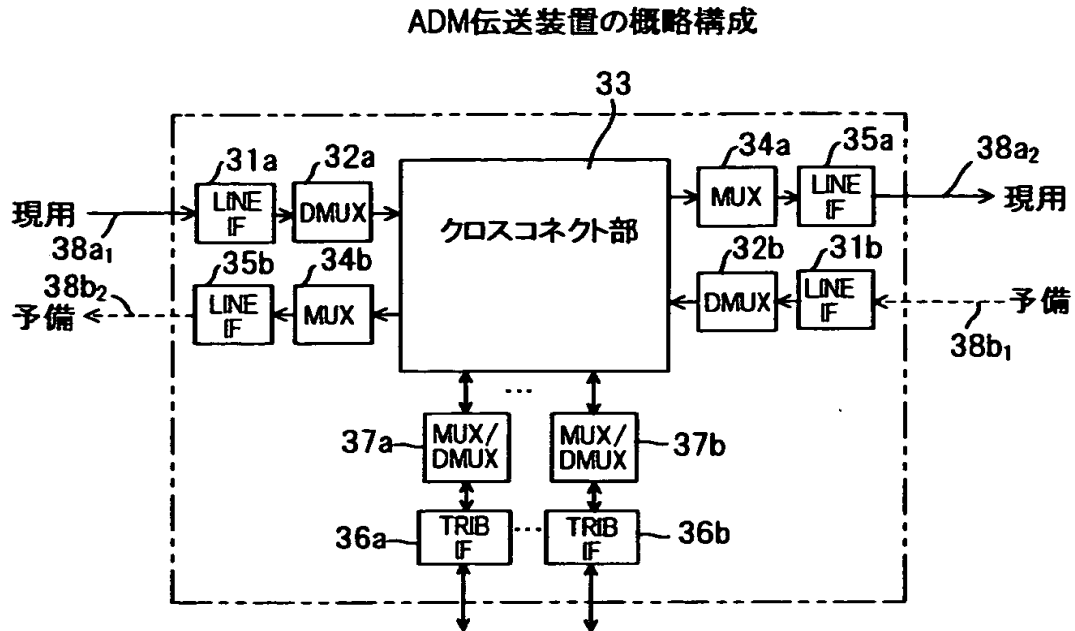 ADM伝送装置の概略構成
33
31a
32a
34a
35a
38a2
現用
LINE
IF
DMUX
クロスコネクト部
MUX
LINE
IF
現用
38a1
35b
34b
32b
31b
38b2
予備
LINE
IF
MUX
DMUX
LINE
IF
予備
38b1
...
37a
MUX/
DMUX
MUX/
DMUX
37b
36a
TRIB
IF
...
TRIB
IF
36b